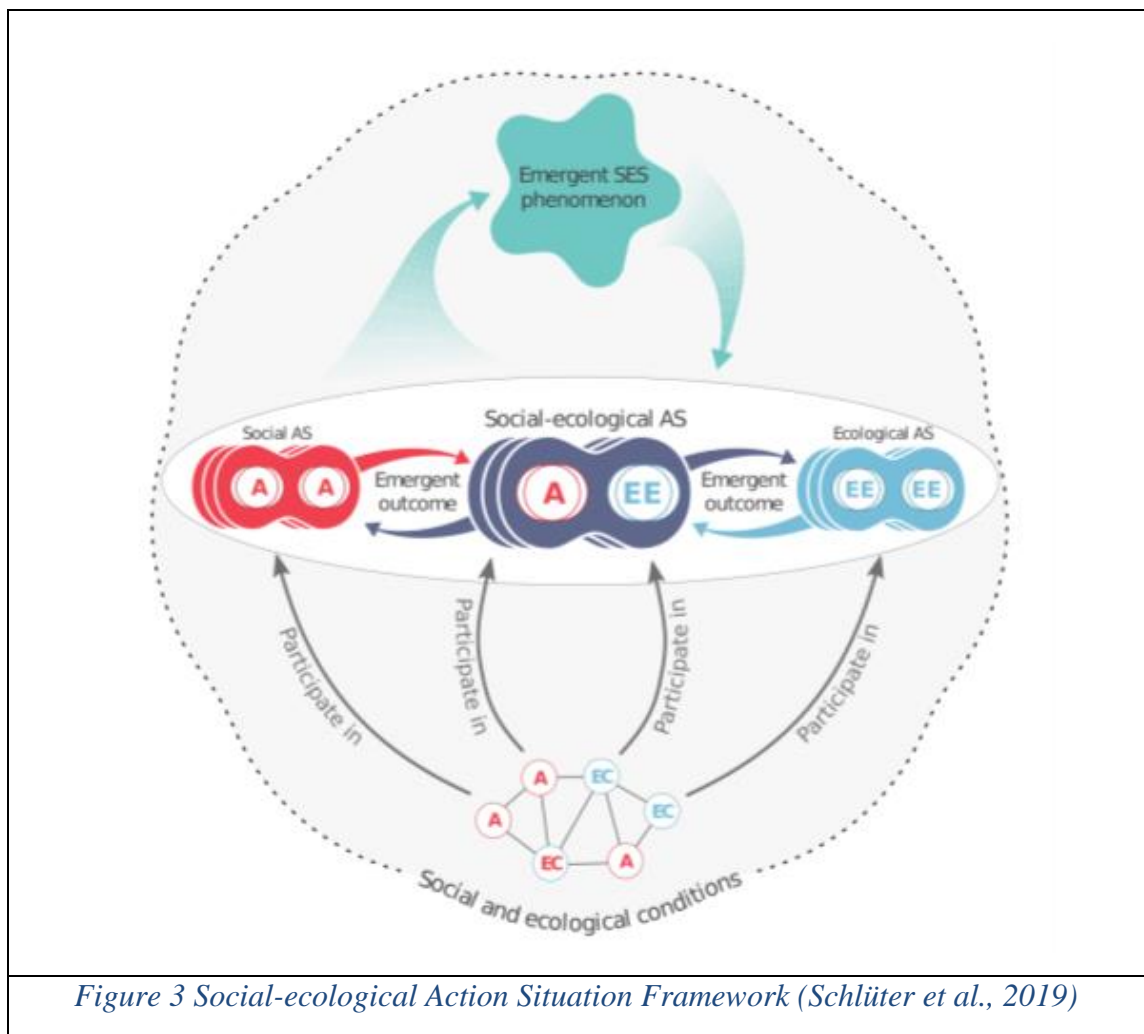 Emergent SES
phenomenon
Social-ecological AS
Social AS
Ecological AS
A A
Emergent
outcome
A EE
Emergent
outcome
EE EE
Participate in
Participate in
Participate in
Participate in
A
EC
A
EC
EC
A
Social and ecological conditions
Figure 3 Social-ecological Action Situation Framework (Schlüter et al., 2019)